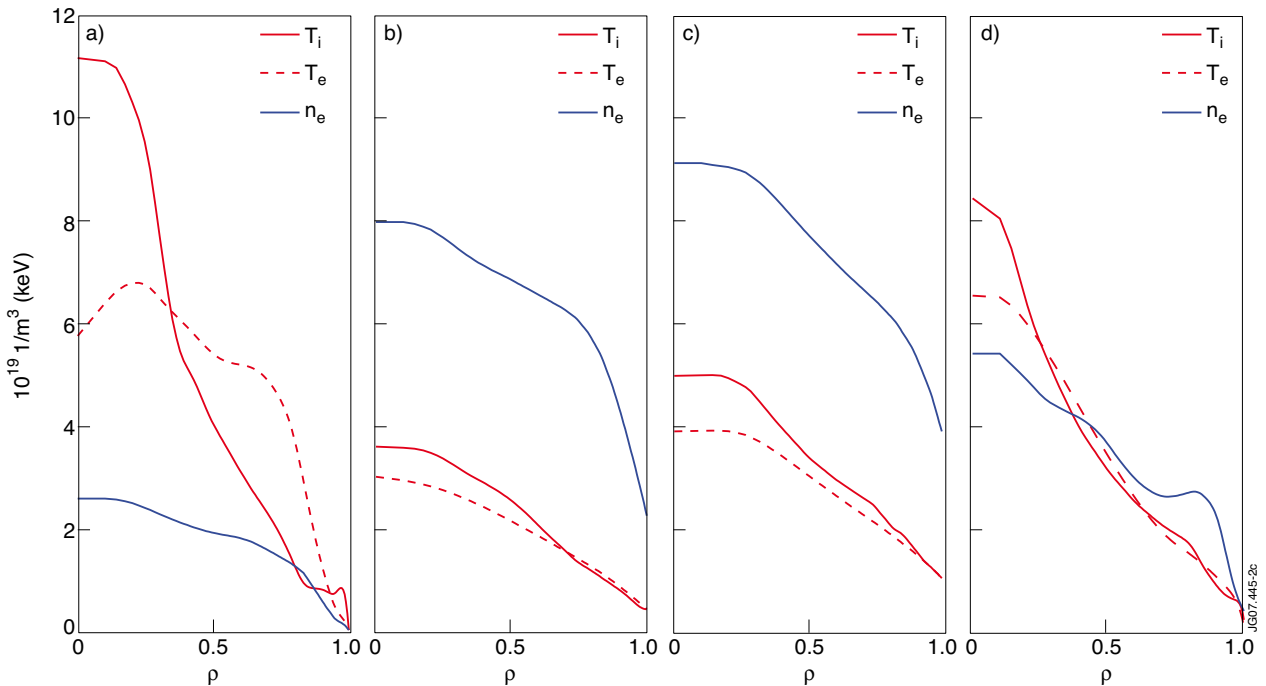 12
10
8
6
4
2
0
10¹⁹ 1/m³ (keV)
a)
Tᵢ
Tₑ
nₑ
0
0.5
1.0
ρ
b)
Tᵢ
Tₑ
nₑ
0
0.5
1.0
ρ
c)
Tᵢ
Tₑ
nₑ
0
0.5
1.0
ρ
d)
Tᵢ
Tₑ
nₑ
0
0.5
1.0
ρ
JG07.445-2c